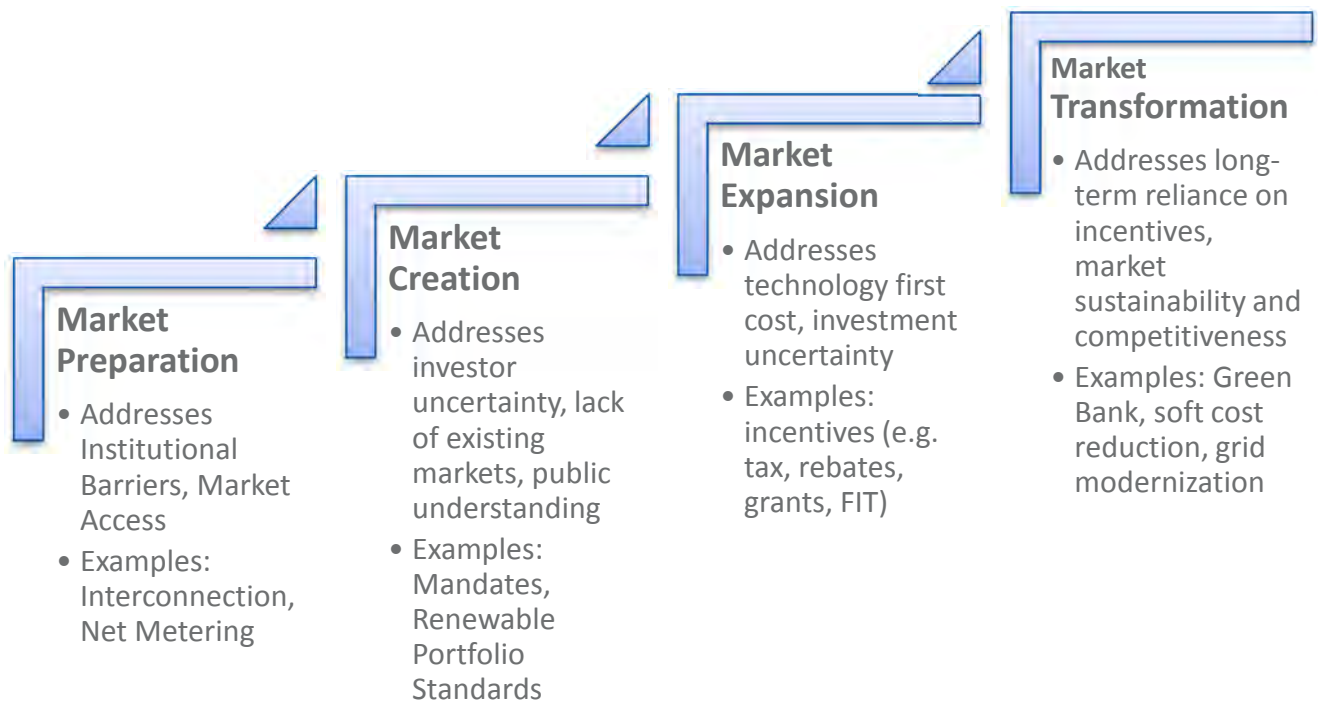 Market
Preparation
• Addresses
Institutional
Barriers, Market
Access
• Examples:
Interconnection,
Net Metering
Market
Creation
• Addresses
investor
uncertainty, lack
of existing
markets, public
understanding
• Examples:
Mandates,
Renewable
Portfolio
Standards
Market
Expansion
• Addresses
technology first
cost, investment
uncertainty
• Examples:
incentives (e.g.
tax, rebates,
grants, FIT)
Market
Transformation
• Addresses long-
term reliance on
incentives,
market
sustainability and
competitiveness
• Examples: Green
Bank, soft cost
reduction, grid
modernization